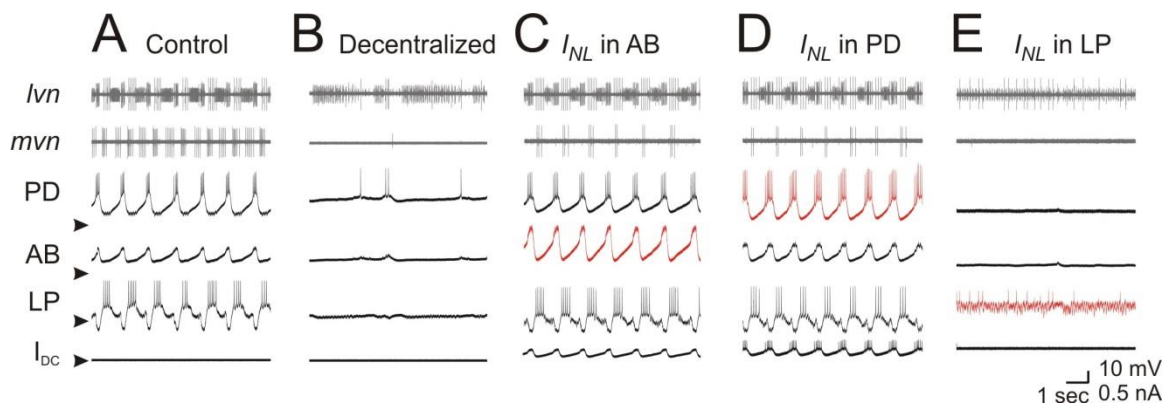 A Control B Decentralized C I_NL in AB D I_NL in PD E I_NL in LP
lvn
mvn
PD
AB
LP
I_DC
10 mV
1 sec 0.5 nA